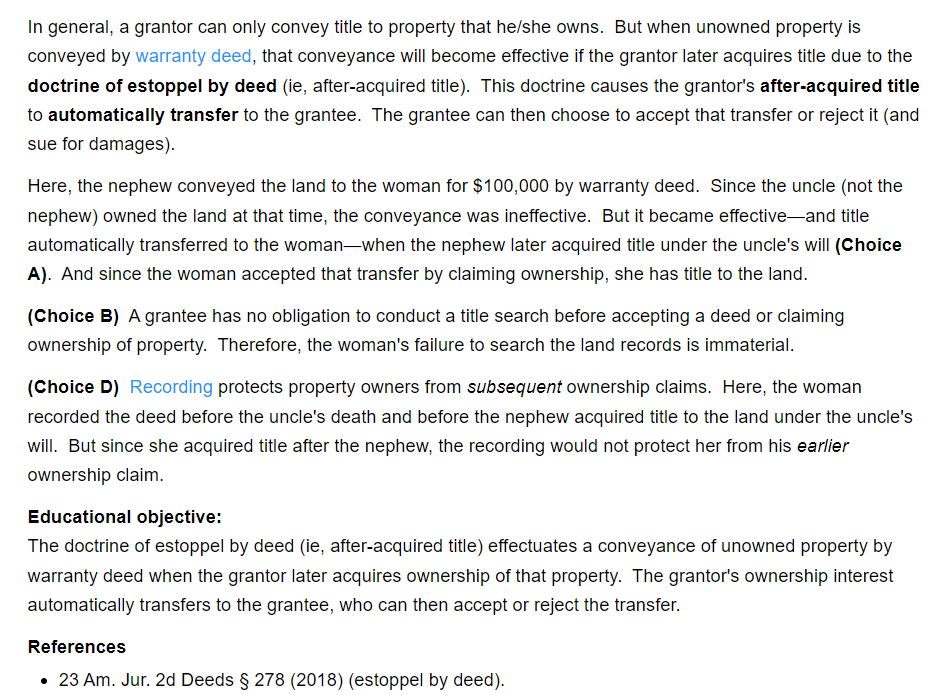 In general, a grantor can only convey title to property that he/she owns.  But when unowned property is
conveyed by warranty deed, that conveyance will become effective if the grantor later acquires title due to the
doctrine of estoppel by deed (ie, after-acquired title).  This doctrine causes the grantor's after-acquired title
to automatically transfer to the grantee.  The grantee can then choose to accept that transfer or reject it (and
sue for damages).
Here, the nephew conveyed the land to the woman for $100,000 by warranty deed.  Since the uncle (not the
nephew) owned the land at that time, the conveyance was ineffective.  But it became effective—and title
automatically transferred to the woman—when the nephew later acquired title under the uncle's will (Choice
A).  And since the woman accepted that transfer by claiming ownership, she has title to the land.
(Choice B)  A grantee has no obligation to conduct a title search before accepting a deed or claiming
ownership of property.  Therefore, the woman's failure to search the land records is immaterial.
(Choice D)  Recording protects property owners from subsequent ownership claims.  Here, the woman
recorded the deed before the uncle's death and before the nephew acquired title to the land under the uncle's
will.  But since she acquired title after the nephew, the recording would not protect her from his earlier
ownership claim.
Educational objective:
The doctrine of estoppel by deed (ie, after-acquired title) effectuates a conveyance of unowned property by
warranty deed when the grantor later acquires ownership of that property.  The grantor's ownership interest
automatically transfers to the grantee, who can then accept or reject the transfer.
References
• 23 Am. Jur. 2d Deeds § 278 (2018) (estoppel by deed).